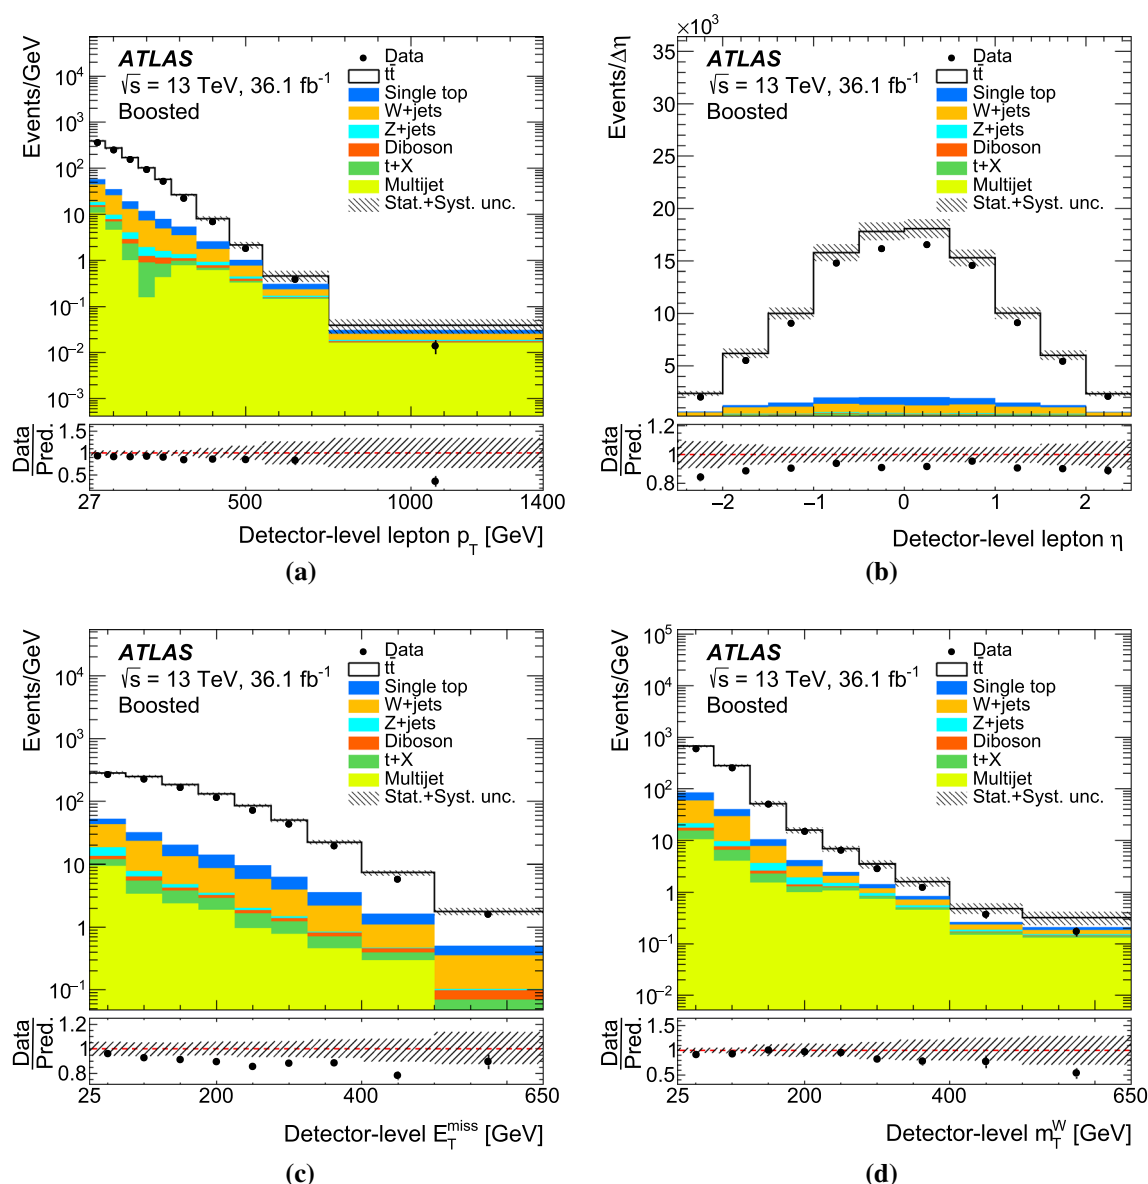 Events/GeV
10⁴
10³
10²
10
1
10⁻¹
10⁻²
10⁻³
ATLAS
√s = 13 TeV, 36.1 fb⁻¹
Boosted
Data
tt̄
Single top
W+jets
Z+jets
Diboson
t+X
Multijet
Stat.+Syst. unc.
Data
Pred.
1.5
1
0.5
27 500 1000 1400
Detector-level lepton p_T [GeV]
(a)
×10³
Events/Δη
35
30
25
20
15
10
5
ATLAS
√s = 13 TeV, 36.1 fb⁻¹
Boosted
Data
tt̄
Single top
W+jets
Z+jets
Diboson
t+X
Multijet
Stat.+Syst. unc.
Data
Pred.
1.2
1
0.8
−2 −1 0 1 2
Detector-level lepton η
(b)
Events/GeV
10⁴
10³
10²
10
1
10⁻¹
ATLAS
√s = 13 TeV, 36.1 fb⁻¹
Boosted
Data
tt̄
Single top
W+jets
Z+jets
Diboson
t+X
Multijet
Stat.+Syst. unc.
Data
Pred.
1.2
1
0.8
25 200 400 650
Detector-level E_T^miss [GeV]
(c)
Events/GeV
10⁵
10⁴
10³
10²
10
1
10⁻¹
10⁻²
ATLAS
√s = 13 TeV, 36.1 fb⁻¹
Boosted
Data
tt̄
Single top
W+jets
Z+jets
Diboson
t+X
Multijet
Stat.+Syst. unc.
Data
Pred.
1.5
1
0.5
25 200 400 650
Detector-level m_T^W [GeV]
(d)